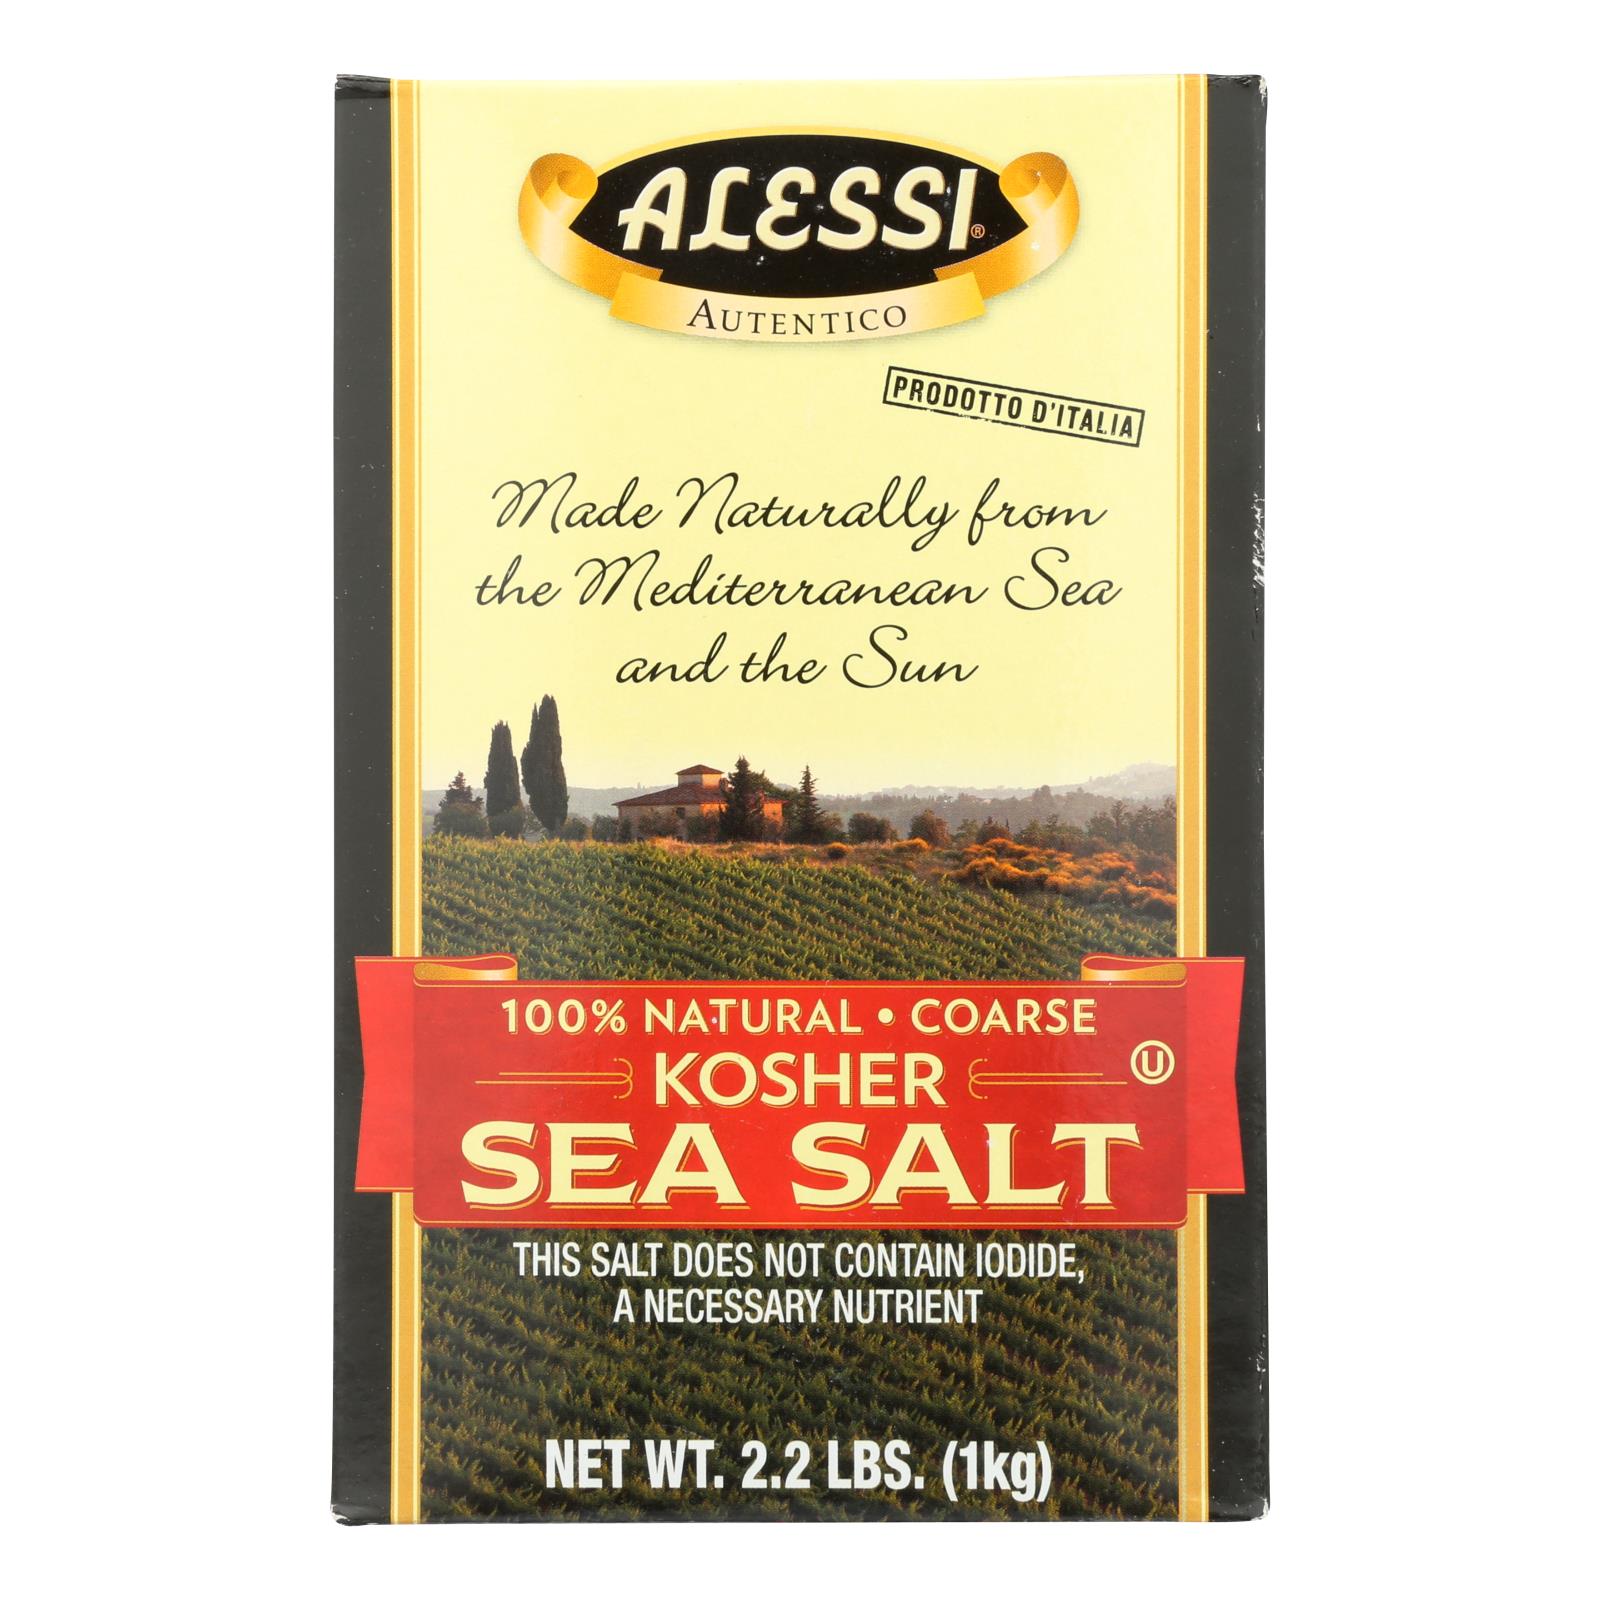 ALESSI®
AUTENTICO
PRODOTTO D'ITALIA
Made Naturally from
the Mediterranean Sea
and the Sun
100% NATURAL • COARSE
KOSHER
U
SEA SALT
THIS SALT DOES NOT CONTAIN IODIDE,
A NECESSARY NUTRIENT
NET WT. 2.2 LBS. (1kg)